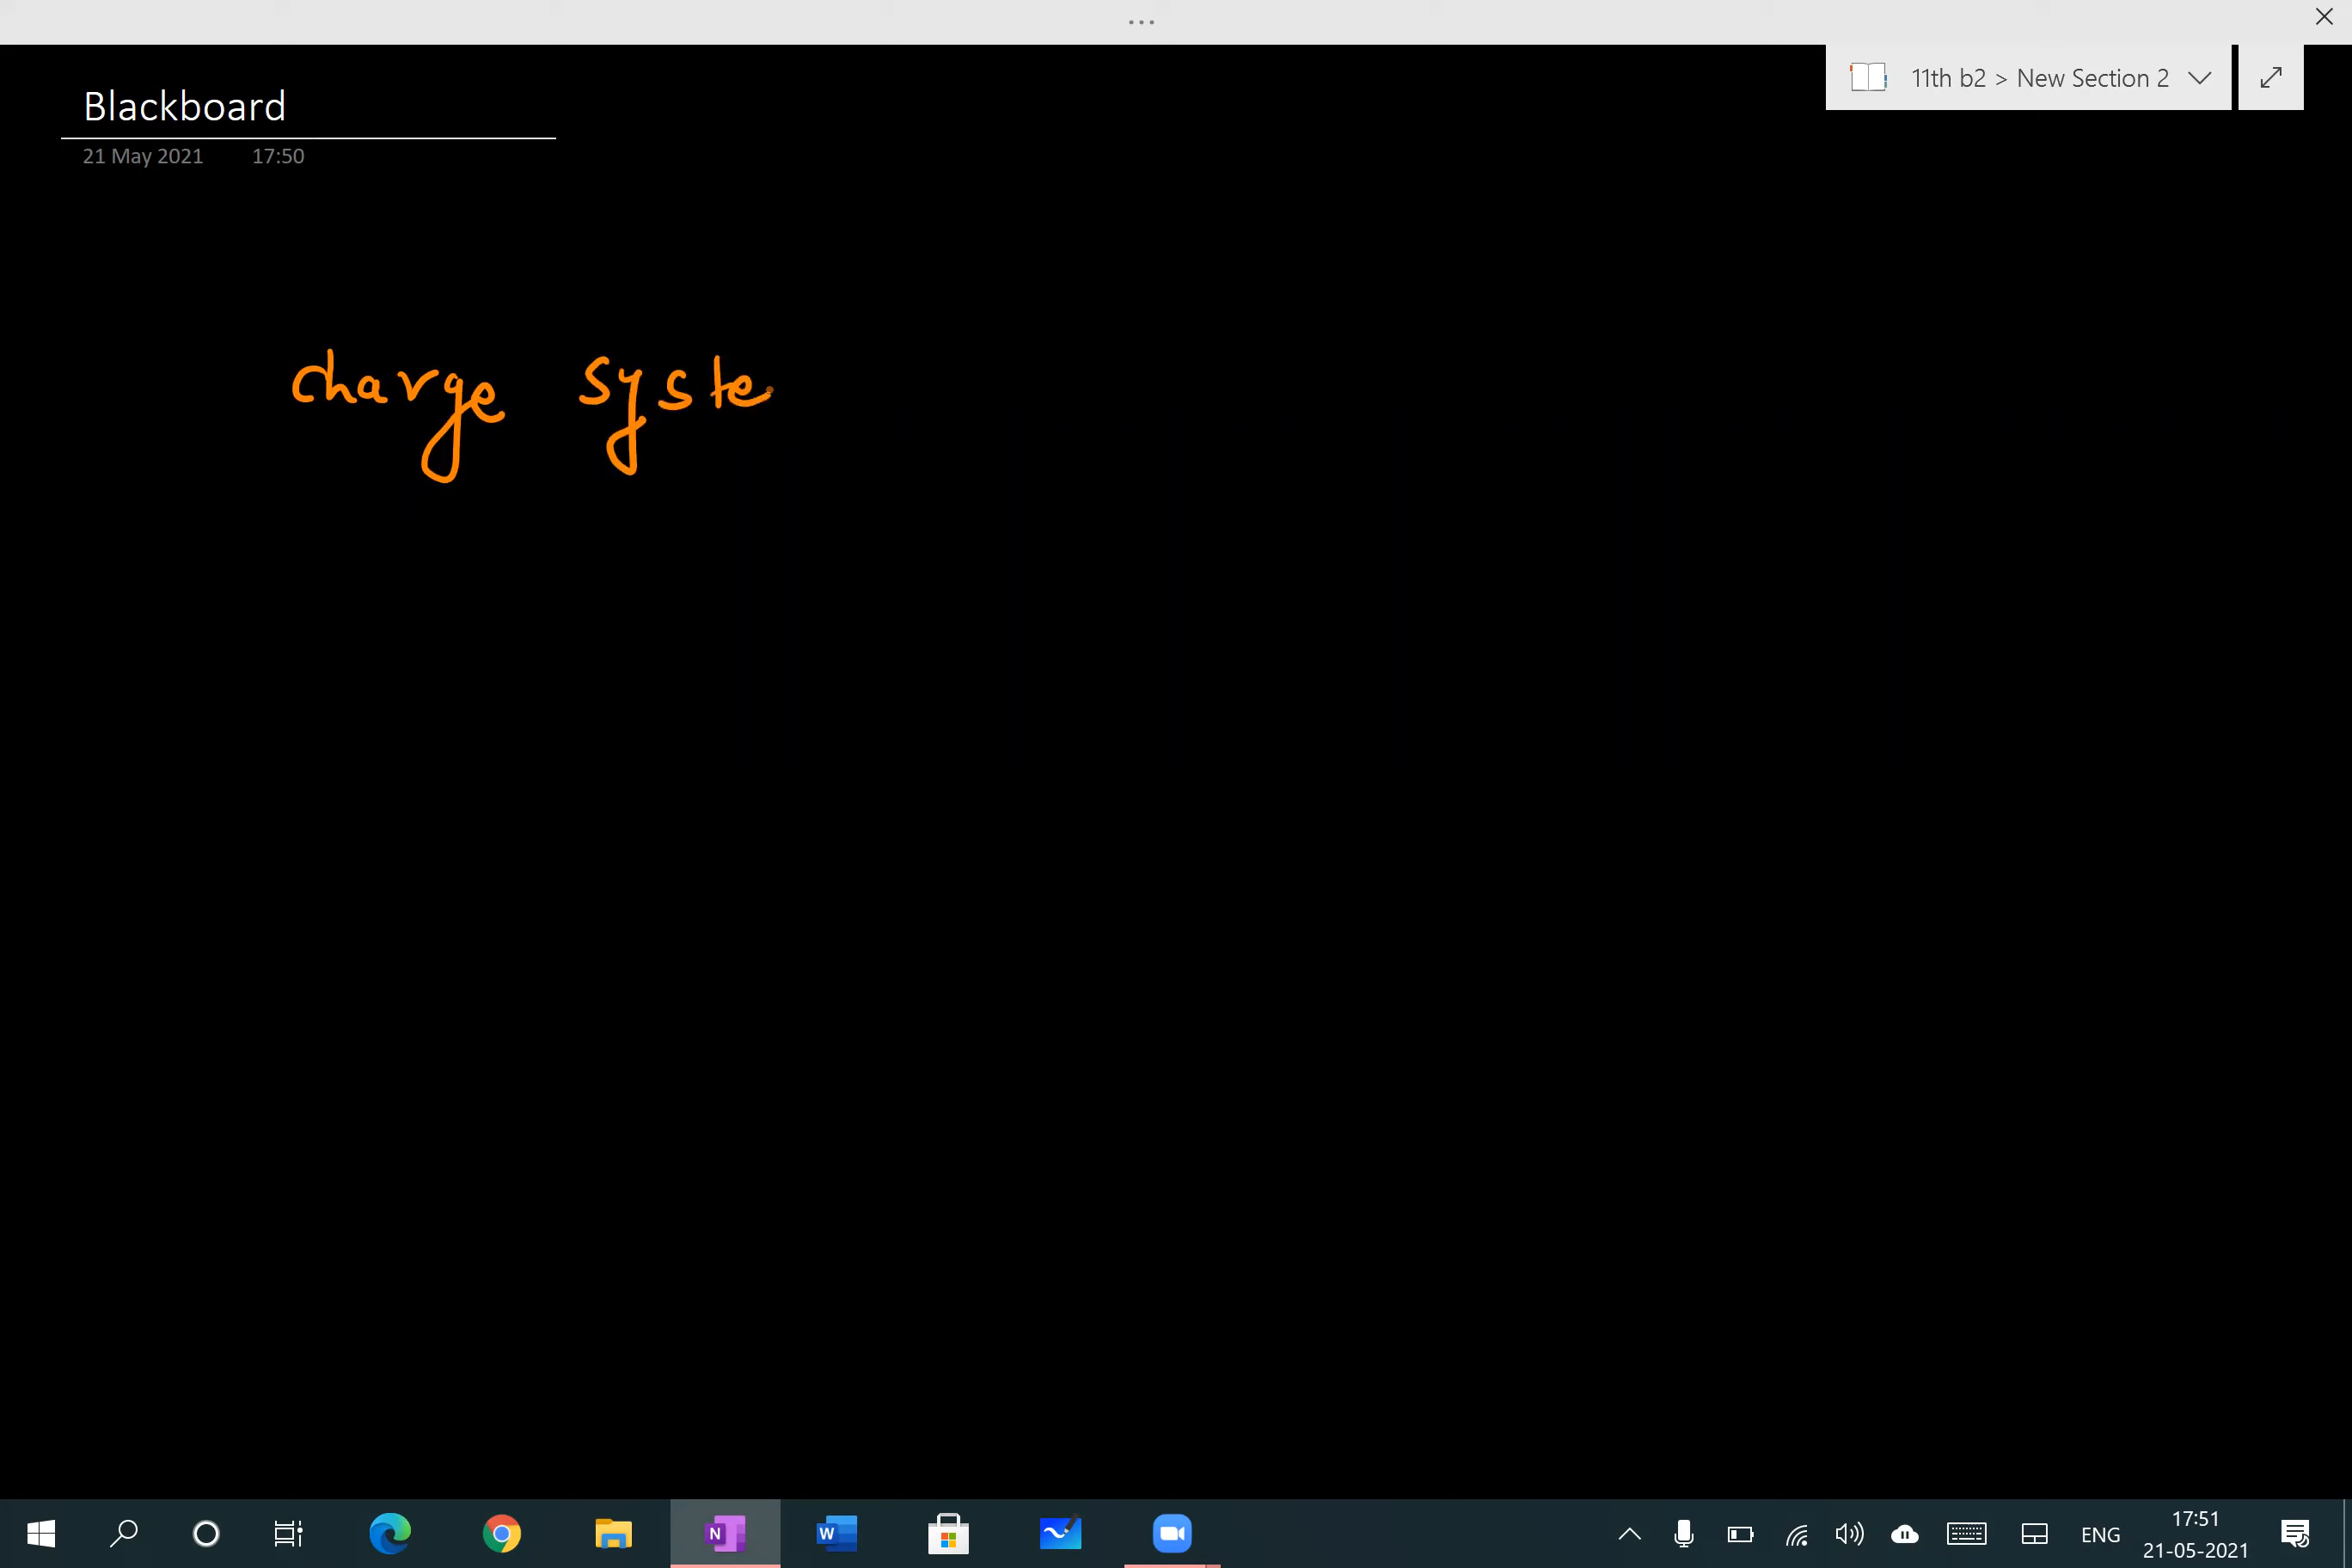 11th b2 > New Section 2
Blackboard
21 May 2021 17:50
charge syste
ENG
17:51
21-05-2021